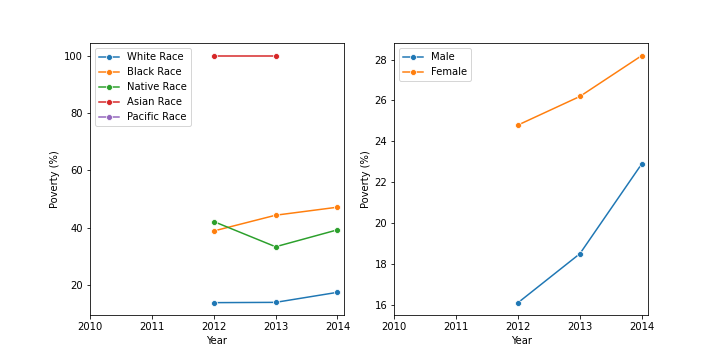 White Race
Black Race
Native Race
Asian Race
Pacific Race
100
80
60
40
20
Poverty (%)
2010 2011 2012 2013 2014
Year
Male
Female
28
26
24
22
20
18
16
Poverty (%)
2010 2011 2012 2013 2014
Year